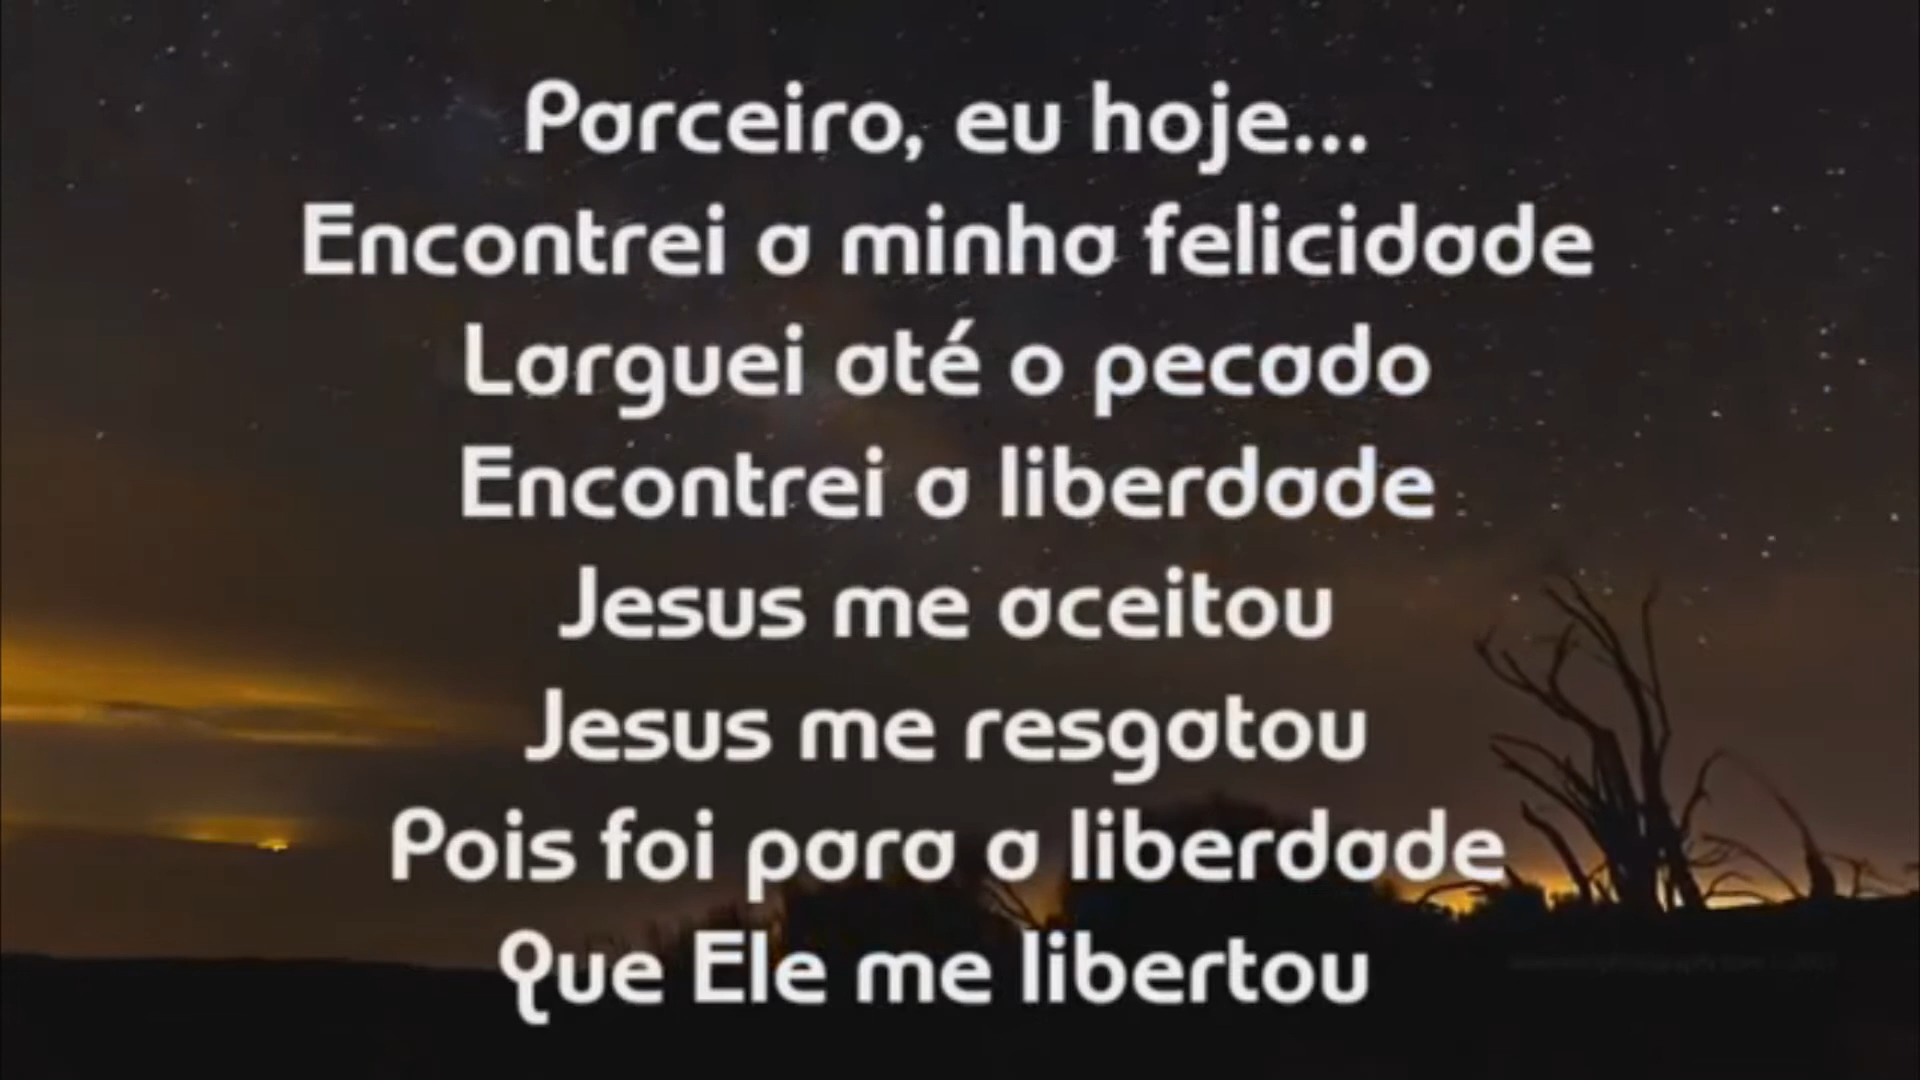 Parceiro, eu hoje...
Encontrei a minha felicidade
Larguei até o pecado
Encontrei a liberdade
Jesus me aceitou
Jesus me resgatou
Pois foi para a liberdade
Que Ele me libertou